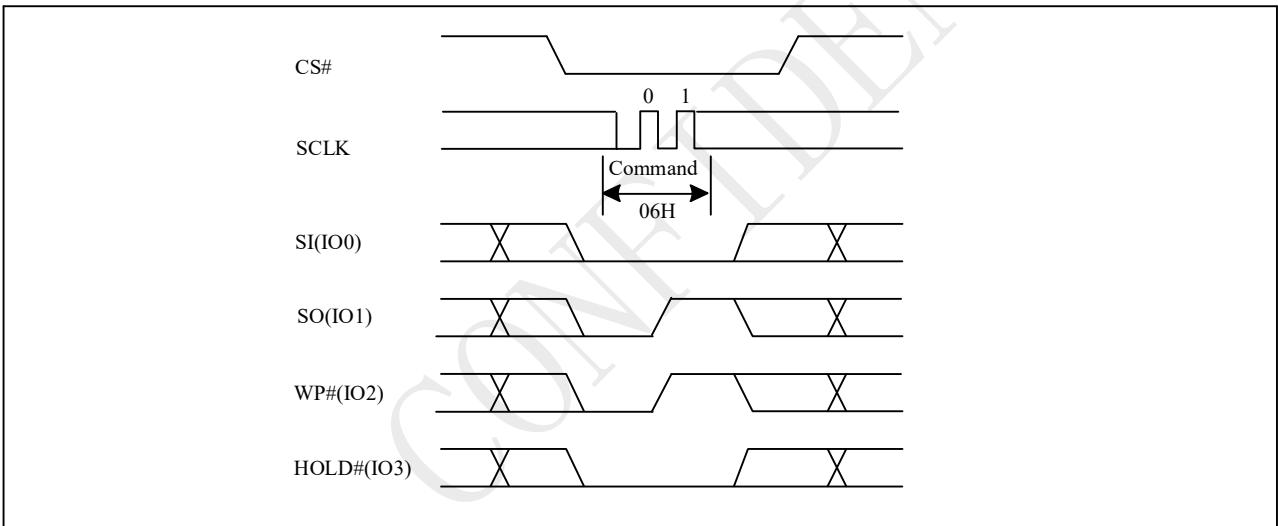 CS#
0 1
SCLK
Command
06H
SI(IO0)
SO(IO1)
WP#(IO2)
HOLD#(IO3)